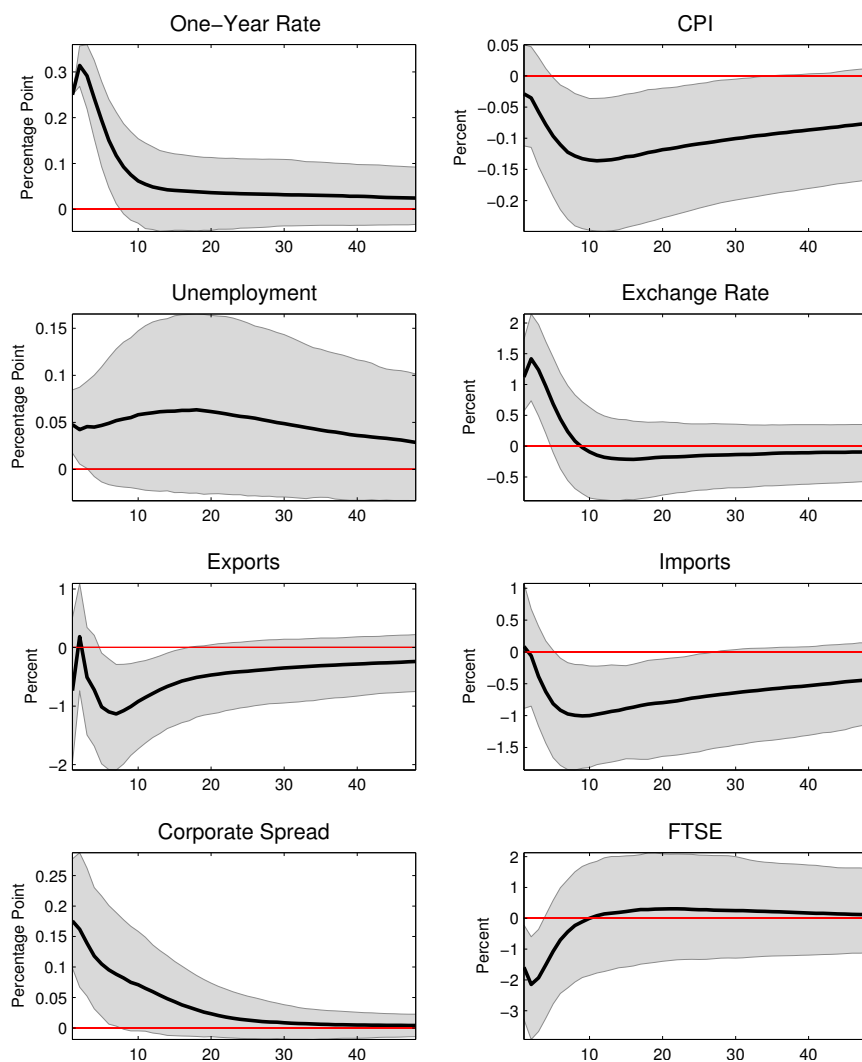 One−Year Rate
Percentage Point
0.3
0.2
0.1
0
10 20 30 40
CPI
Percent
0.05
0
−0.05
−0.1
−0.15
−0.2
10 20 30 40
Unemployment
Percentage Point
0.15
0.1
0.05
0
10 20 30 40
Exchange Rate
Percent
2
1.5
1
0.5
0
−0.5
10 20 30 40
Exports
Percent
1
0
−1
−2
10 20 30 40
Imports
Percent
1
0.5
0
−0.5
−1
−1.5
10 20 30 40
Corporate Spread
Percentage Point
0.25
0.2
0.15
0.1
0.05
0
10 20 30 40
FTSE
Percent
2
1
0
−1
−2
−3
10 20 30 40